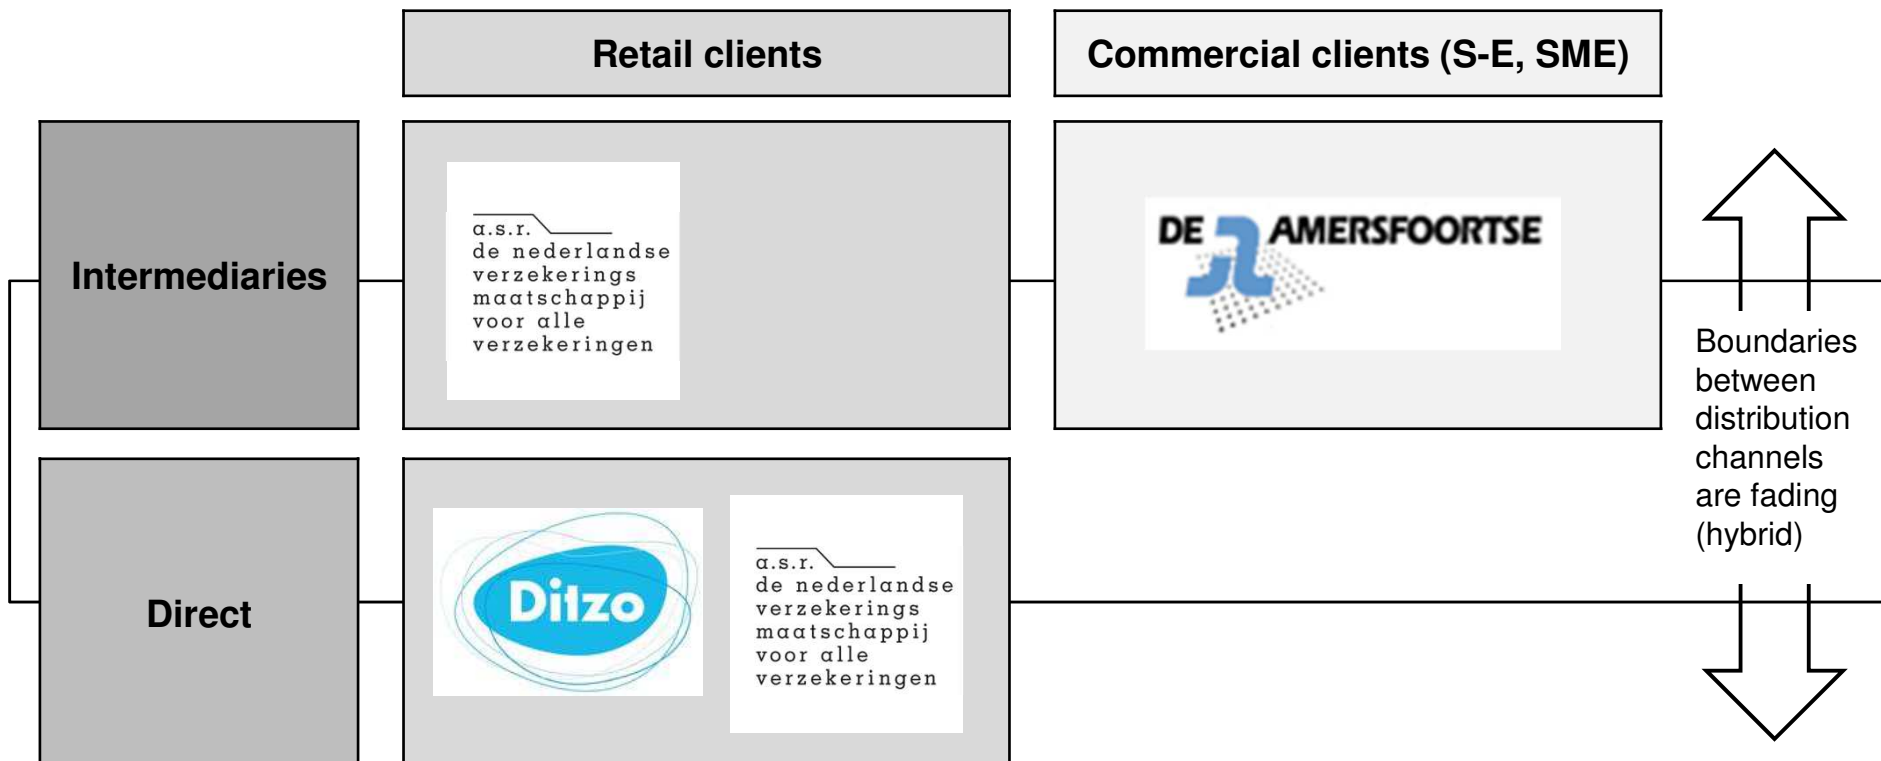 Retail clients
Commercial clients (S-E, SME)
Intermediaries
a.s.r.
de nederlandse
verzekerings
maatschappij
voor alle
verzekeringen
DE AMERSFOORTSE
Boundaries
between
distribution
channels
are fading
(hybrid)
Direct
Ditzo
a.s.r.
de nederlandse
verzekerings
maatschappij
voor alle
verzekeringen